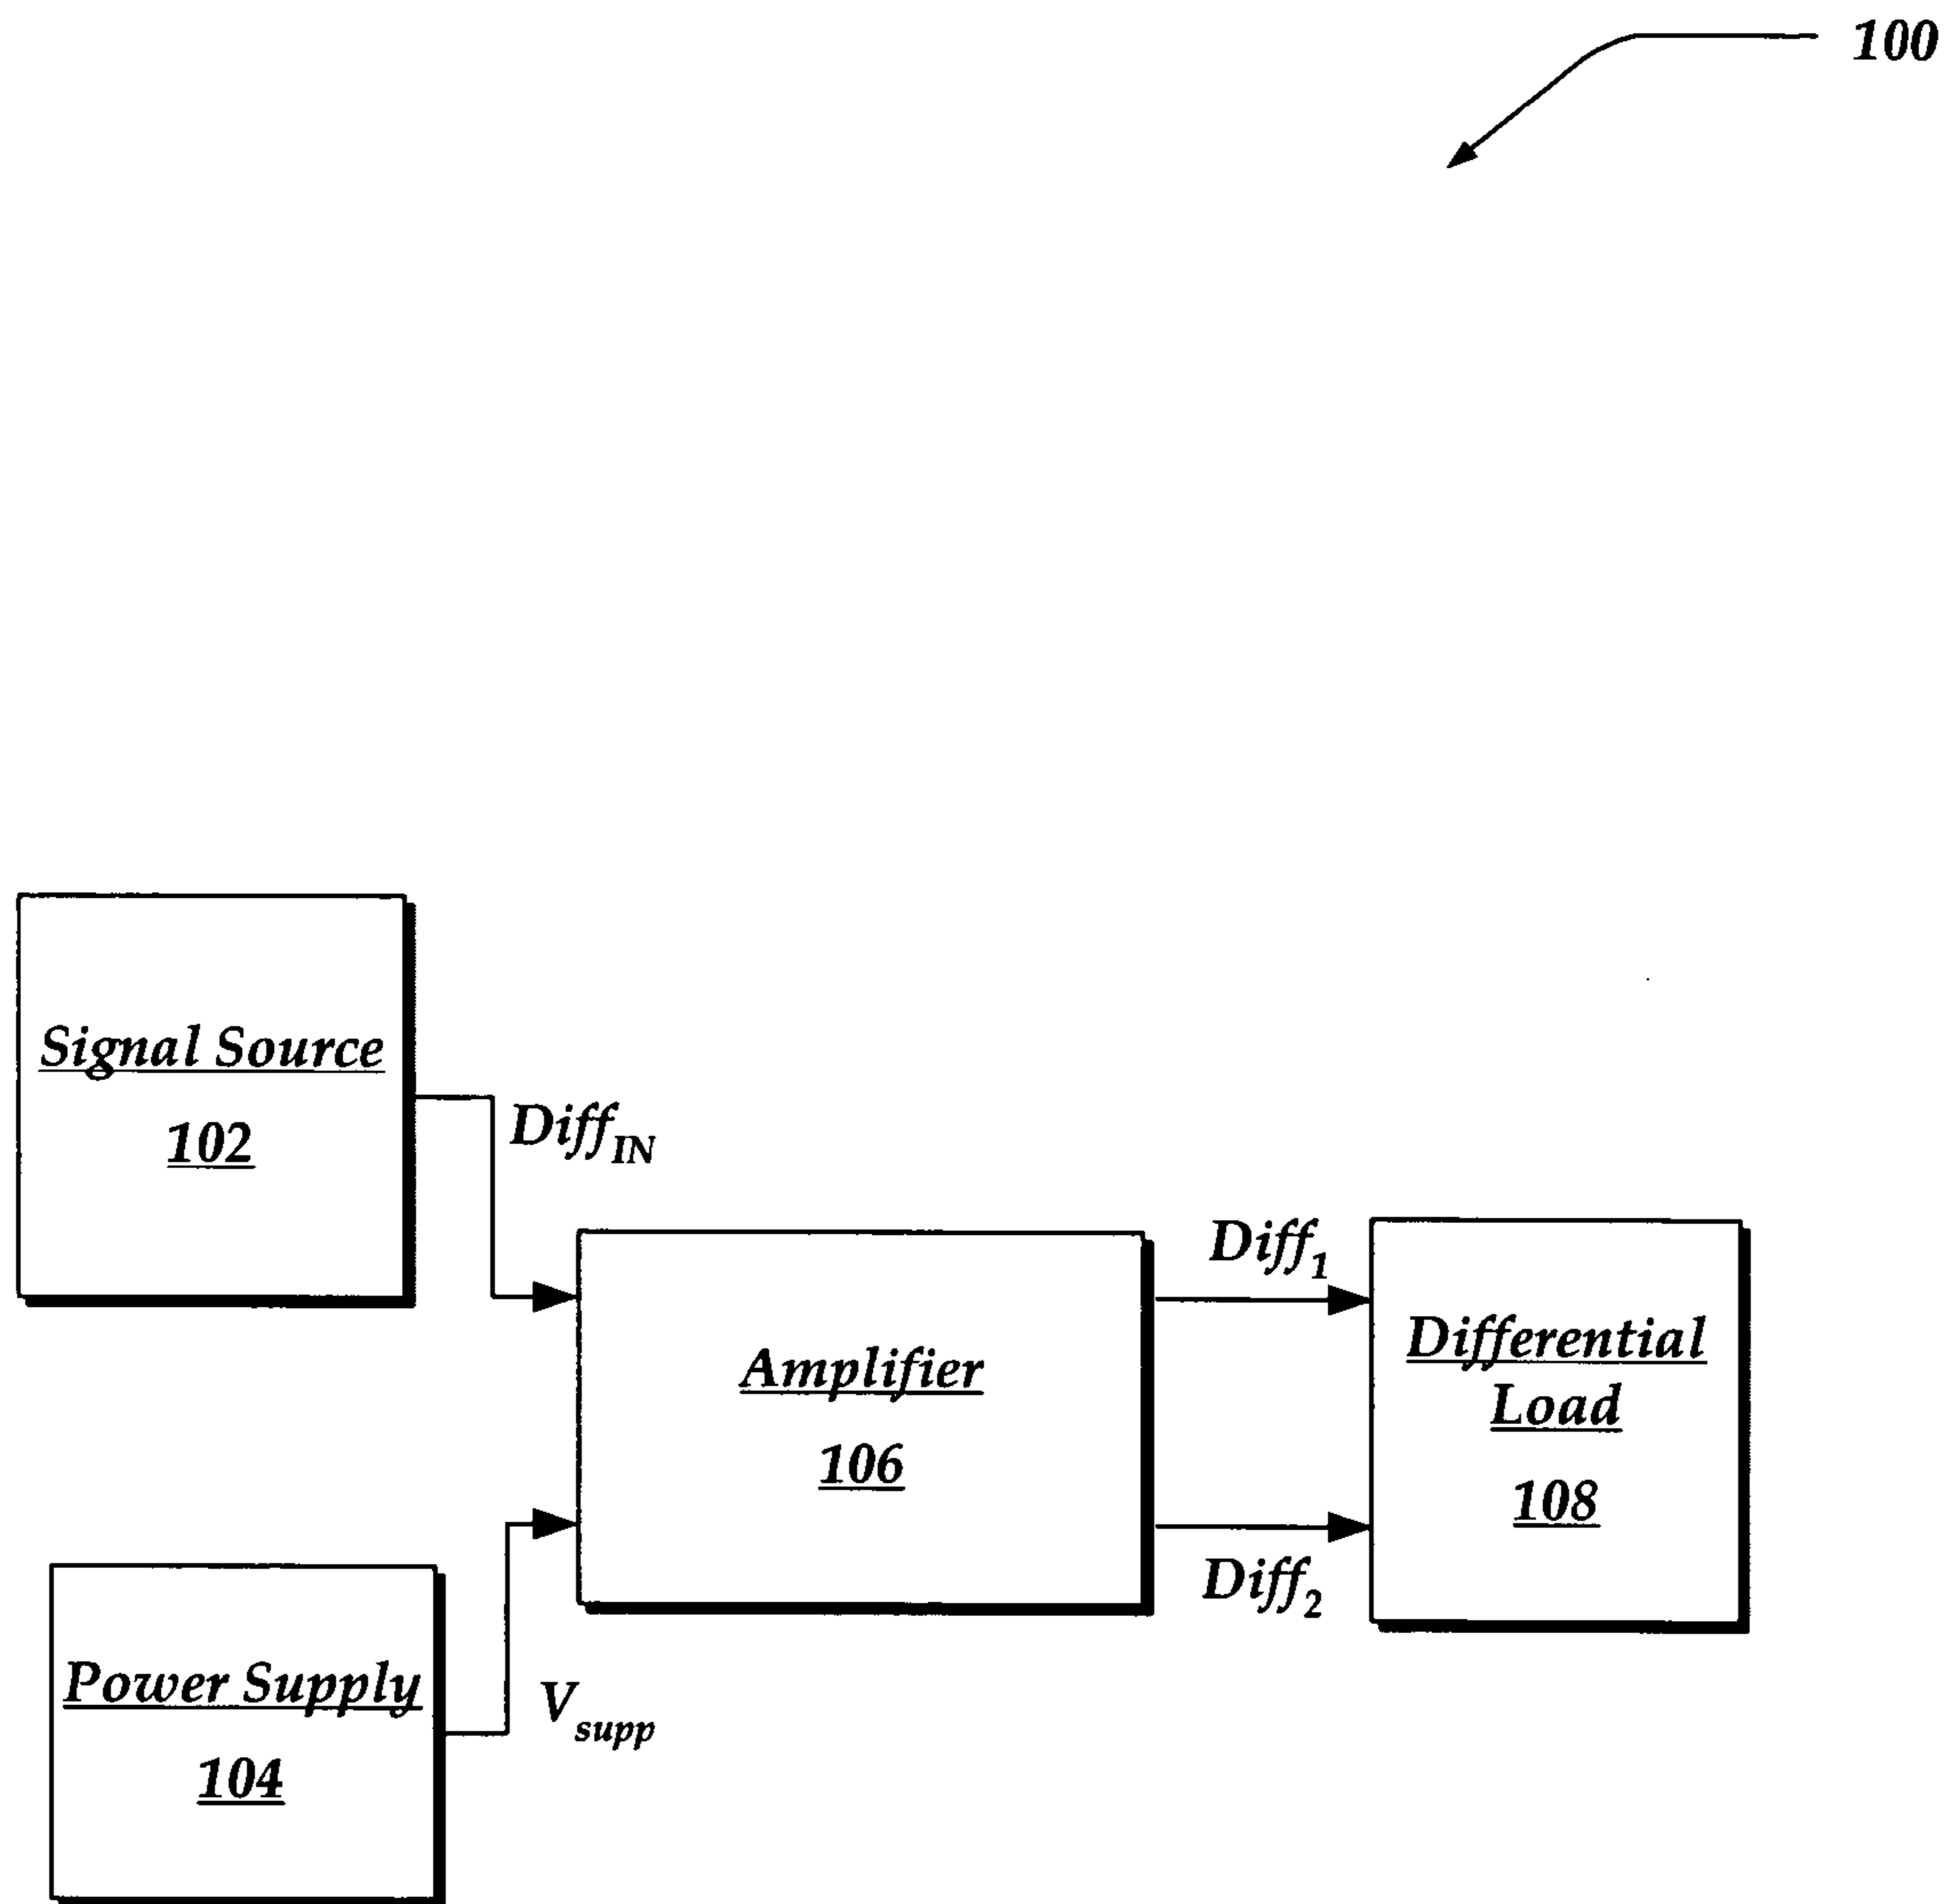 100
Signal Source
102
Diff_IN
Amplifier
106
Diff_1
Differential
Load
108
Diff_2
Power Supply
104
V_supp